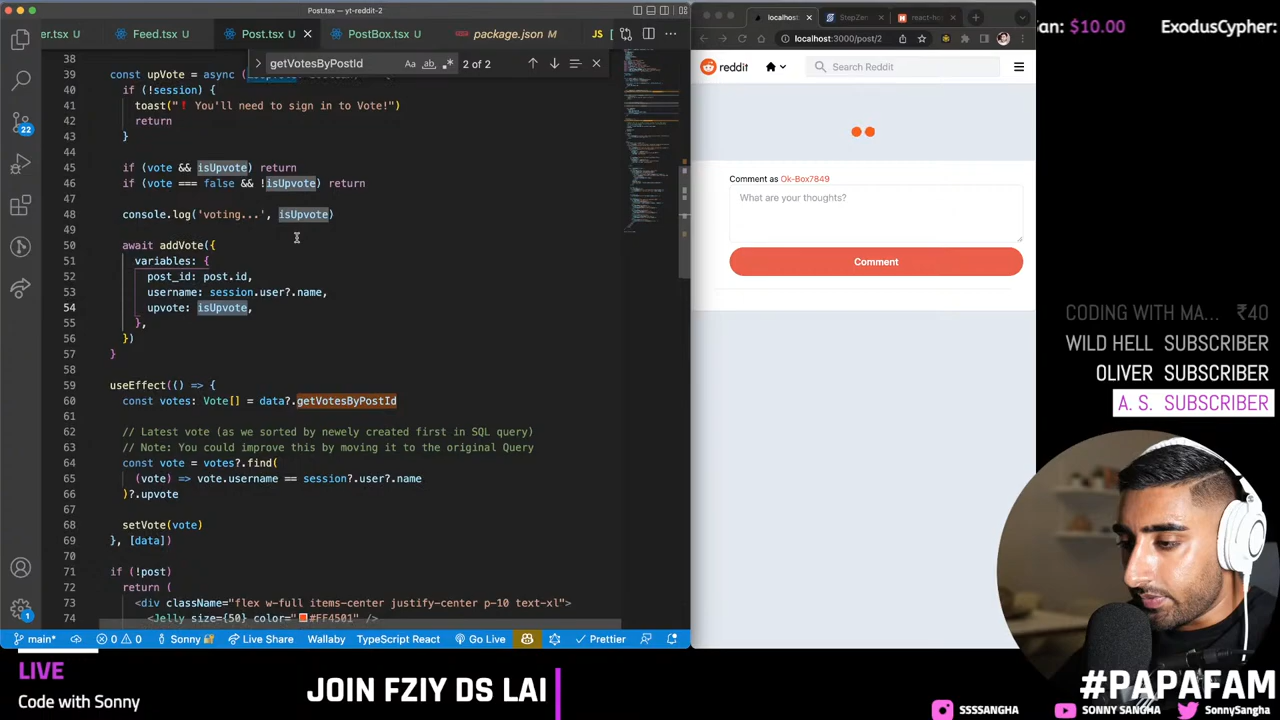 Post.tsx — yt-reddit-2
er.tsx U
Feed.tsx U
Post.tsx U
PostBox.tsx U
package.json M
JS
getVotesByPostId
Aa
ab
2 of 2
38
39 const
40 if (!session) {
41 toast("❗ You'll need to sign in to Vote!")
42 return
43 }
44
45 if (vote && isUpvote) return
46 if (vote === false && !isUpvote) return
47
48 console.log('voting...', isUpvote)
49
50 await addVote({
51 variables: {
52 post_id: post.id,
53 username: session.user?.name,
54 upvote: isUpvote,
55 },
56 })
57 }
58
59 useEffect(() => {
60 const votes: Vote[] = data?.getVotesByPostId
61
62 // Latest vote (as we sorted by newly created first in SQL query)
63 // Note: You could improve this by moving it to the original Query
64 const vote = votes?.find(
65 (vote) => vote.username == session?.user?.name
66 )?.upvote
67
68 setVote(vote)
69 }, [data])
70
71 if (!post)
72 return (
73 <div className="flex w-full items-center justify-center p-10 text-xl">
74 <Jelly size={50} color="#FF4501" />
22
1
main*
0
0
Sonny
Live Share
Wallaby
TypeScript React
Go Live
Prettier
localhost
StepZen
react-ho
localhost:3000/post/2
reddit
Search Reddit
Comment as Ok-Box7849
What are your thoughts?
Comment
an: $10.00
ExodusCypher:
CODING WITH MA... ₹40
WILD HELL SUBSCRIBER
OLIVER SUBSCRIBER
A. S. SUBSCRIBER
LIVE
Code with Sonny
JOIN FZIY DS LAI
#PAPAFAM
SSSSANGHA
SONNY SANGHA
SonnySangha